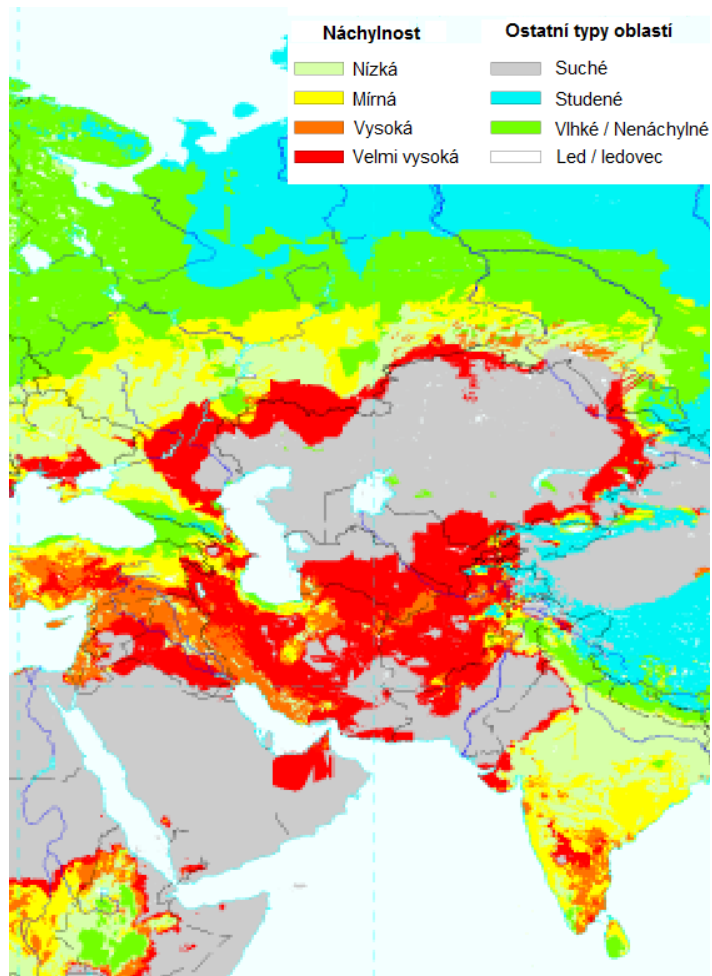 Náchylnost
Ostatní typy oblastí
Nízká
Suché
Mírná
Studené
Vysoká
Vlhké / Nenáchylné
Velmi vysoká
Led / ledovec